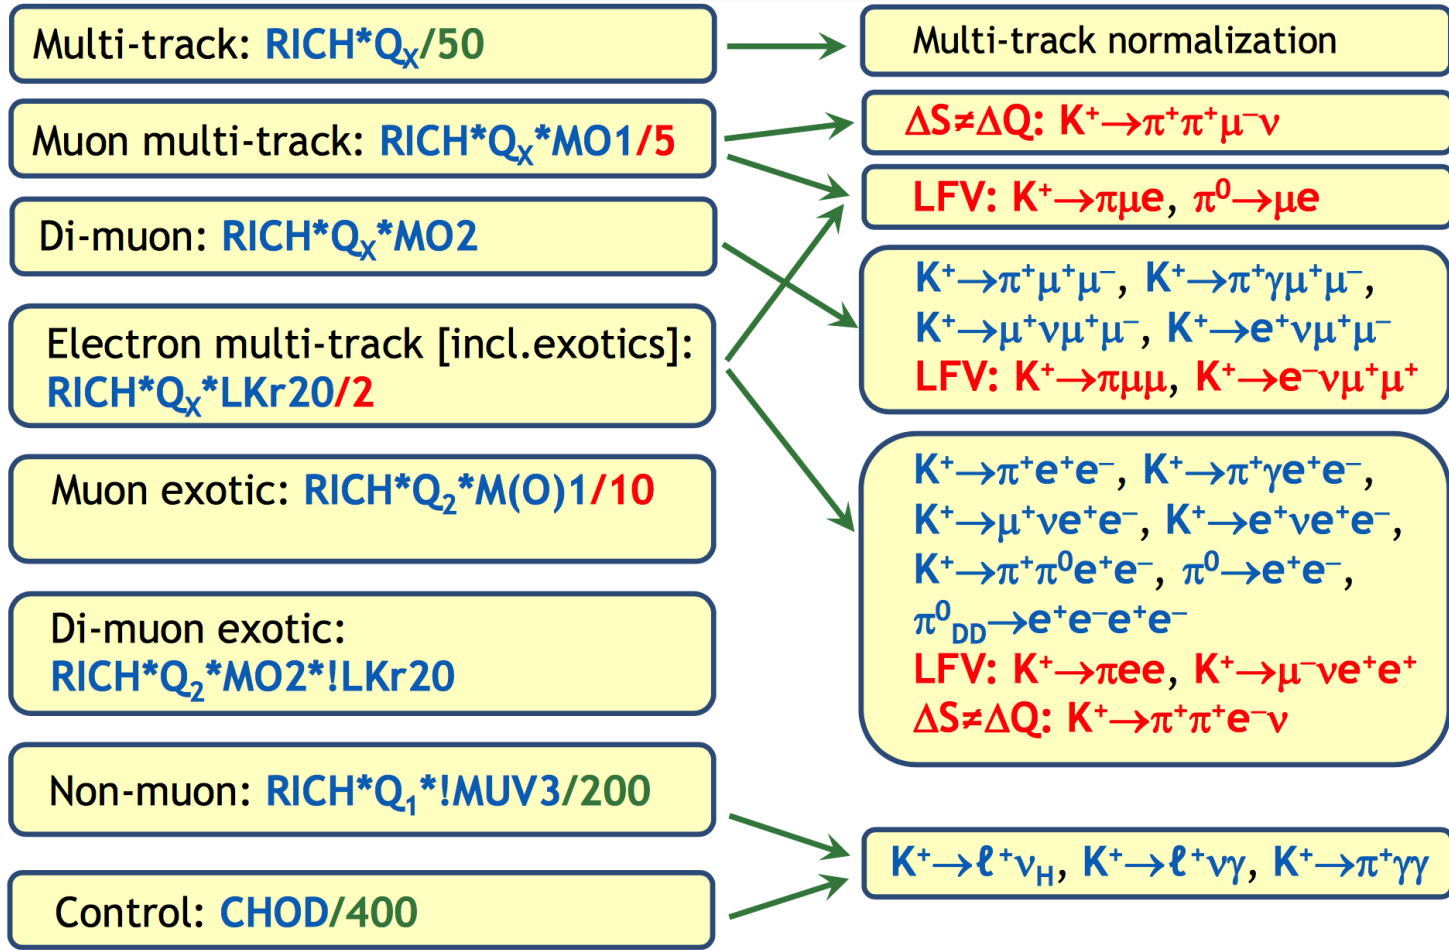 Multi-track: RICH*Qₓ/50
Muon multi-track: RICH*Qₓ*MO1/5
Di-muon: RICH*Qₓ*MO2
Electron multi-track [incl.exotics]:
RICH*Qₓ*LKr20/2
Muon exotic: RICH*Q₂*M(O)1/10
Di-muon exotic:
RICH*Q₂*MO2*!LKr20
Non-muon: RICH*Q₁*!MUV3/200
Control: CHOD/400
Multi-track normalization
ΔS≠ΔQ: K⁺→π⁺π⁺μ⁻ν
LFV: K⁺→πμe, π⁰→μe
K⁺→π⁺μ⁺μ⁻, K⁺→π⁺γμ⁺μ⁻,
K⁺→μ⁺νμ⁺μ⁻, K⁺→e⁺νμ⁺μ⁻
LFV: K⁺→πμμ, K⁺→e⁻νμ⁺μ⁺
K⁺→π⁺e⁺e⁻, K⁺→π⁺γe⁺e⁻,
K⁺→μ⁺νe⁺e⁻, K⁺→e⁺νe⁺e⁻,
K⁺→π⁺π⁰e⁺e⁻, π⁰→e⁺e⁻,
π⁰_DD→e⁺e⁻e⁺e⁻
LFV: K⁺→πee, K⁺→μ⁻νe⁺e⁺
ΔS≠ΔQ: K⁺→π⁺π⁺e⁻ν
K⁺→ℓ⁺ν_H, K⁺→ℓ⁺νγ, K⁺→π⁺γγ